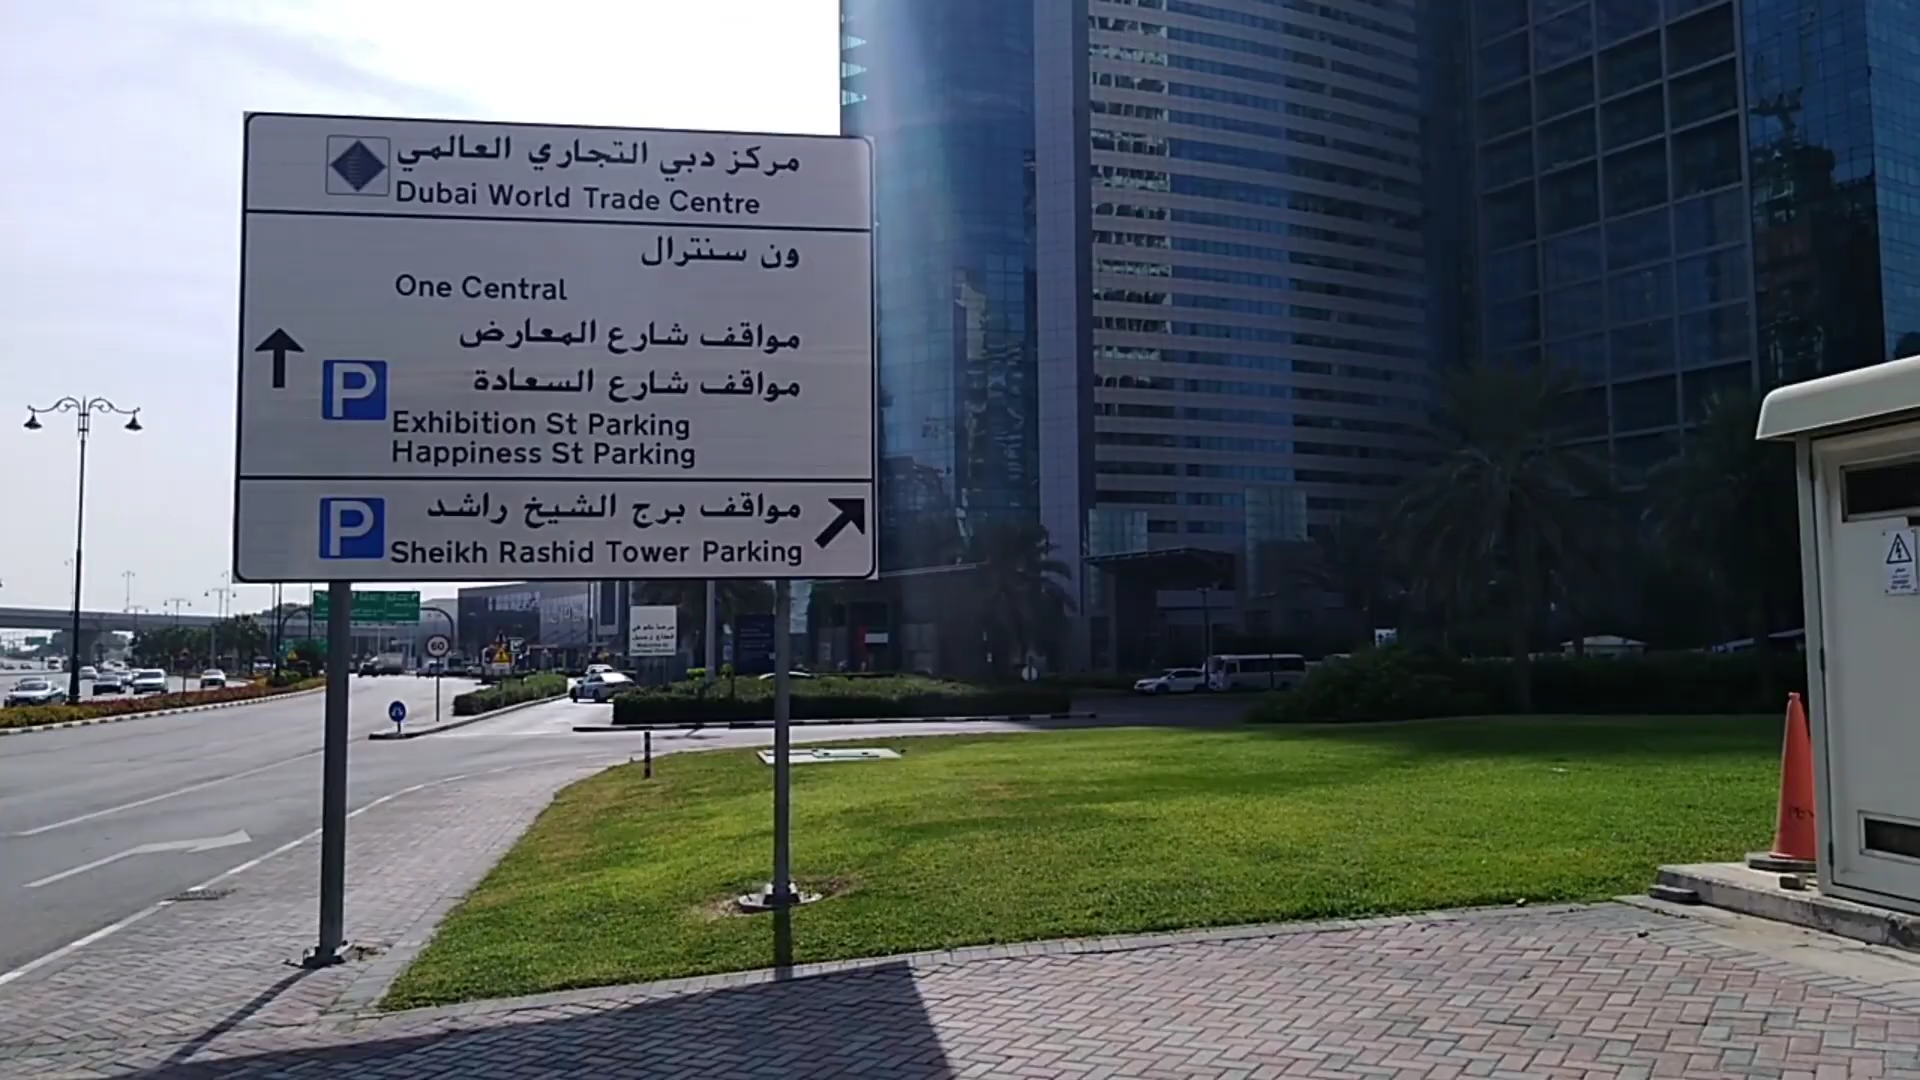 مركز دبي التجاري العالمي
Dubai World Trade Centre
ون سنترال
One Central
مواقف شارع المعارض
مواقف شارع السعادة
P
Exhibition St Parking
Happiness St Parking
مواقف برج الشيخ راشد
P
Sheikh Rashid Tower Parking
60